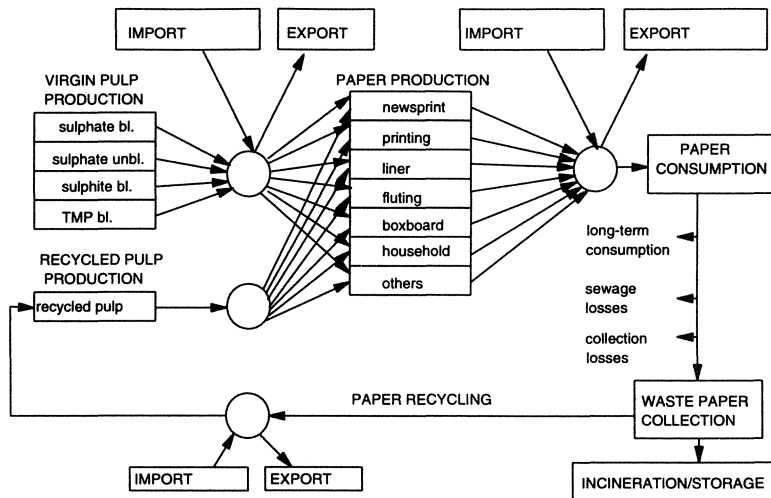 IMPORT
EXPORT
IMPORT
EXPORT
VIRGIN PULP
PRODUCTION
sulphate bl.
sulphate unbl.
sulphite bl.
TMP bl.
PAPER PRODUCTION
newsprint
printing
liner
fluting
boxboard
household
others
PAPER
CONSUMPTION
long-term
consumption
sewage
losses
collection
losses
RECYCLED PULP
PRODUCTION
recycled pulp
PAPER RECYCLING
WASTE PAPER
COLLECTION
IMPORT
EXPORT
INCINERATION/STORAGE